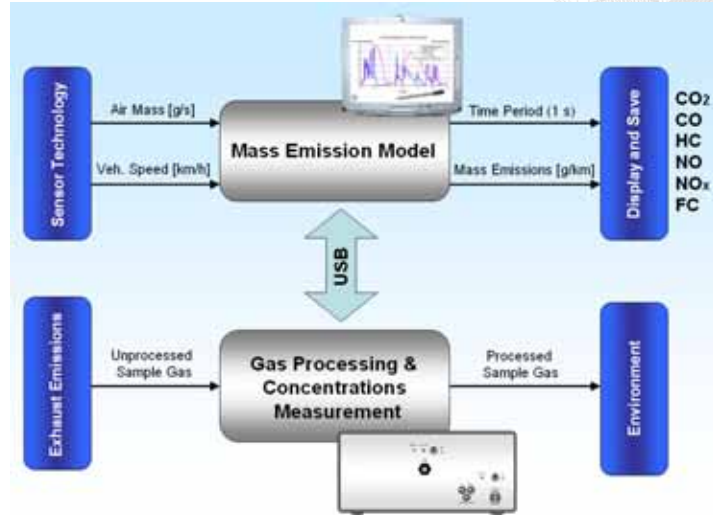 Sensor Technology
Air Mass [g/s]
Veh. Speed [km/h]
Mass Emission Model
Time Period (1 s)
Mass Emissions [g/km]
Display and Save
CO2
CO
HC
NO
NOx
FC
USB
Exhaust Emissions
Unprocessed
Sample Gas
Gas Processing &
Concentrations
Measurement
Processed
Sample Gas
Environment